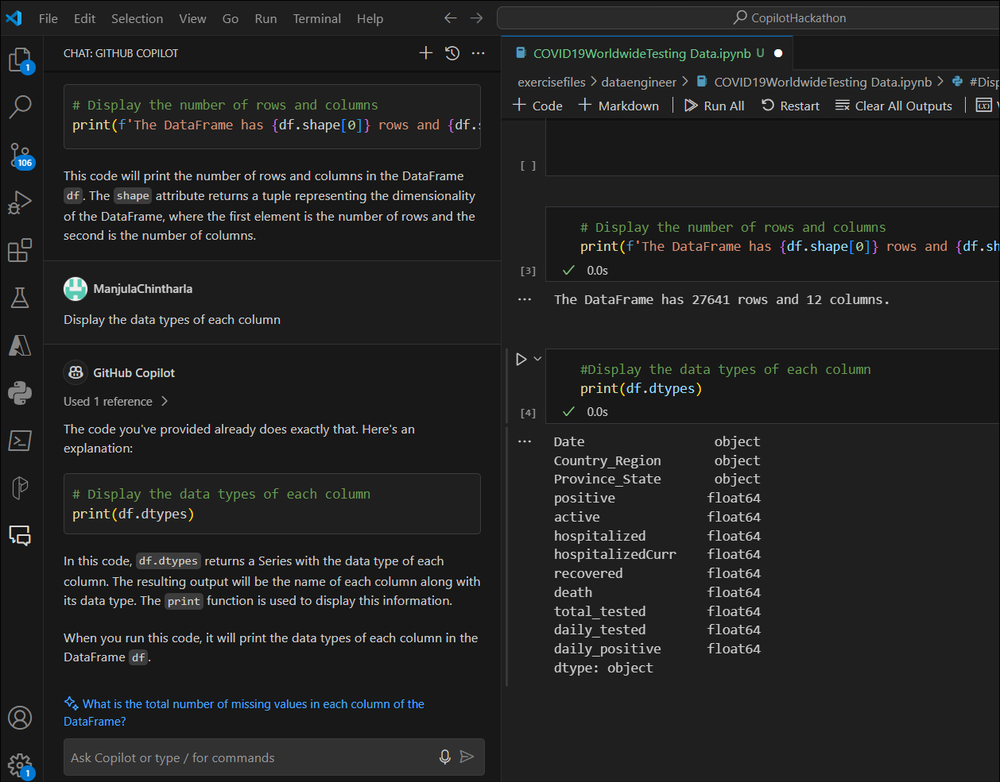 File Edit Selection View Go Run Terminal Help
CopilotHackathon
1
106
1
CHAT: GITHUB COPILOT
# Display the number of rows and columns
print(f'The DataFrame has {df.shape[0]} rows and {df.s
This code will print the number of rows and columns in the DataFrame
df. The shape attribute returns a tuple representing the dimensionality
of the DataFrame, where the first element is the number of rows and the
second is the number of columns.
ManjulaChintharla
Display the data types of each column
GitHub Copilot
Used 1 reference
The code you've provided already does exactly that. Here's an
explanation:
# Display the data types of each column
print(df.dtypes)
In this code, df.dtypes returns a Series with the data type of each
column. The resulting output will be the name of each column along with
its data type. The print function is used to display this information.
When you run this code, it will print the data types of each column in the
DataFrame df.
What is the total number of missing values in each column of the
DataFrame?
Ask Copilot or type / for commands
COVID19WorldwideTesting Data.ipynb U
exercisefiles > dataengineer > COVID19WorldwideTesting Data.ipynb > #Disp
+ Code + Markdown Run All Restart Clear All Outputs
[ ]
# Display the number of rows and columns
print(f'The DataFrame has {df.shape[0]} rows and {df.sh
[3] 0.0s
The DataFrame has 27641 rows and 12 columns.
#Display the data types of each column
print(df.dtypes)
[4] 0.0s
Date object
Country_Region object
Province_State object
positive float64
active float64
hospitalized float64
hospitalizedCurr float64
recovered float64
death float64
total_tested float64
daily_tested float64
daily_positive float64
dtype: object